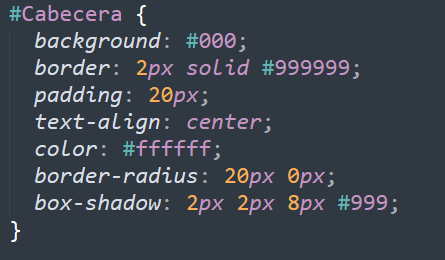 #Cabecera {
background: #000;
border: 2px solid #999999;
padding: 20px;
text-align: center;
color: #ffffff;
border-radius: 20px 0px;
box-shadow: 2px 2px 8px #999;
}